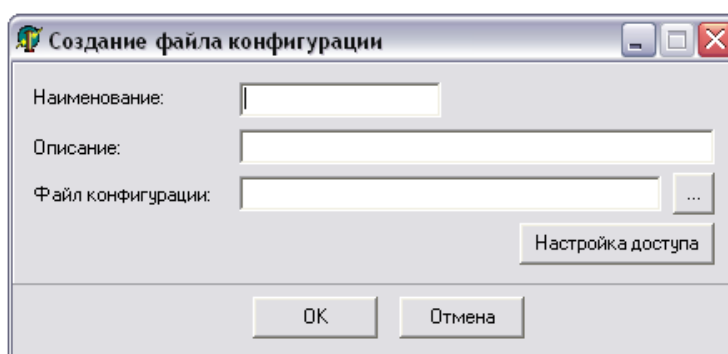 Создание файла конфигурации
Наименование:
Описание:
Файл конфигурации:
...
Настройка доступа
OK
Отмена